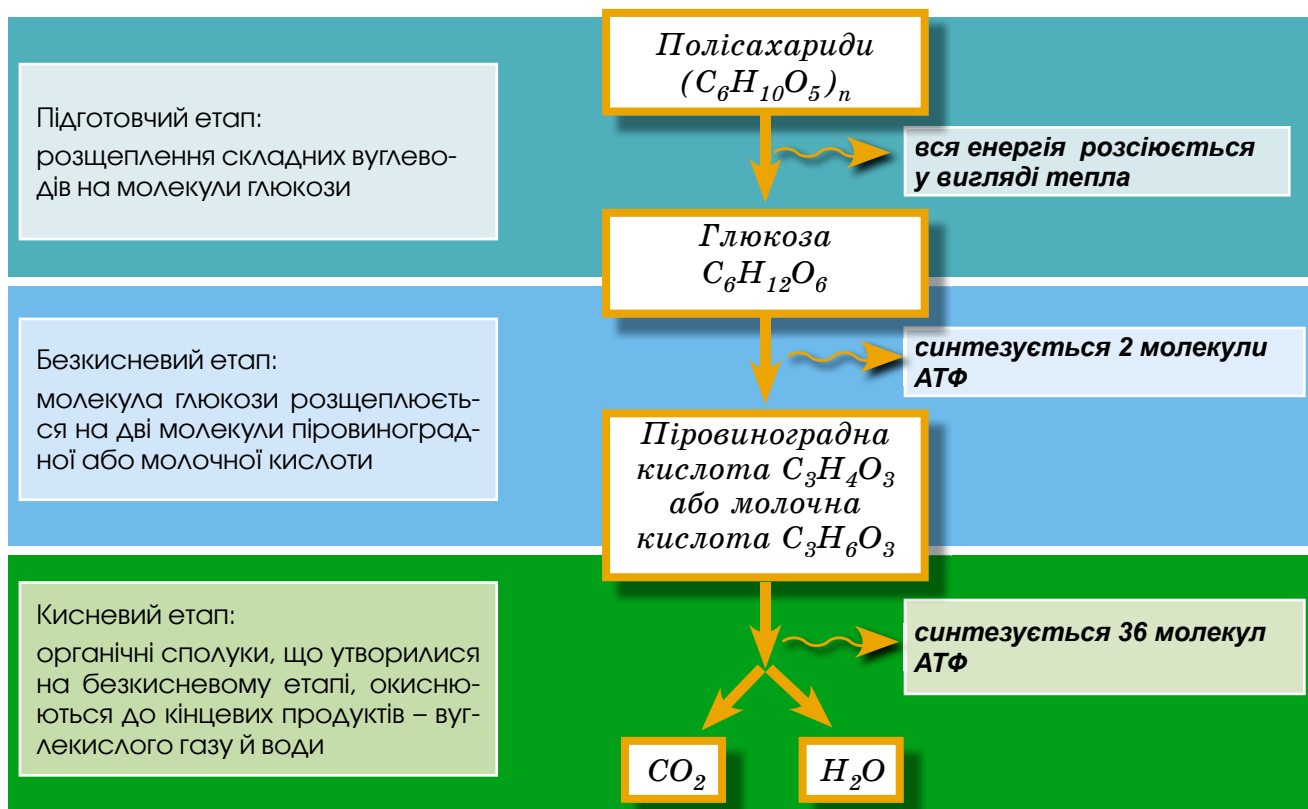 Полісахариди
(C₆H₁₀O₅)ₙ
Підготовчий етап:
розщеплення складних вуглево-
дів на молекули глюкози
вся енергія розсіюється
у вигляді тепла
Глюкоза
C₆H₁₂O₆
Безкисневий етап:
молекула глюкози розщеплюєть-
ся на дві молекули піровиноград-
ної або молочної кислоти
синтезується 2 молекули
АТФ
Піровиноградна
кислота C₃H₄O₃
або молочна
кислота C₃H₆O₃
Кисневий етап:
органічні сполуки, що утворилися
на безкисневому етапі, окисню-
ються до кінцевих продуктів – вуг-
лекислого газу й води
синтезується 36 молекул
АТФ
CO₂
H₂O